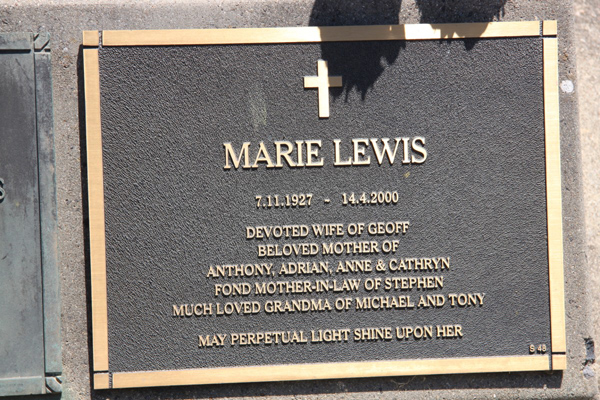 MARIE LEWIS
7.11.1927 - 14.4.2000
DEVOTED WIFE OF GEOFF
BELOVED MOTHER OF
ANTHONY, ADRIAN, ANNE & CATHRYN
FOND MOTHER-IN-LAW OF STEPHEN
MUCH LOVED GRANDMA OF MICHAEL AND TONY
MAY PERPETUAL LIGHT SHINE UPON HER
S 48